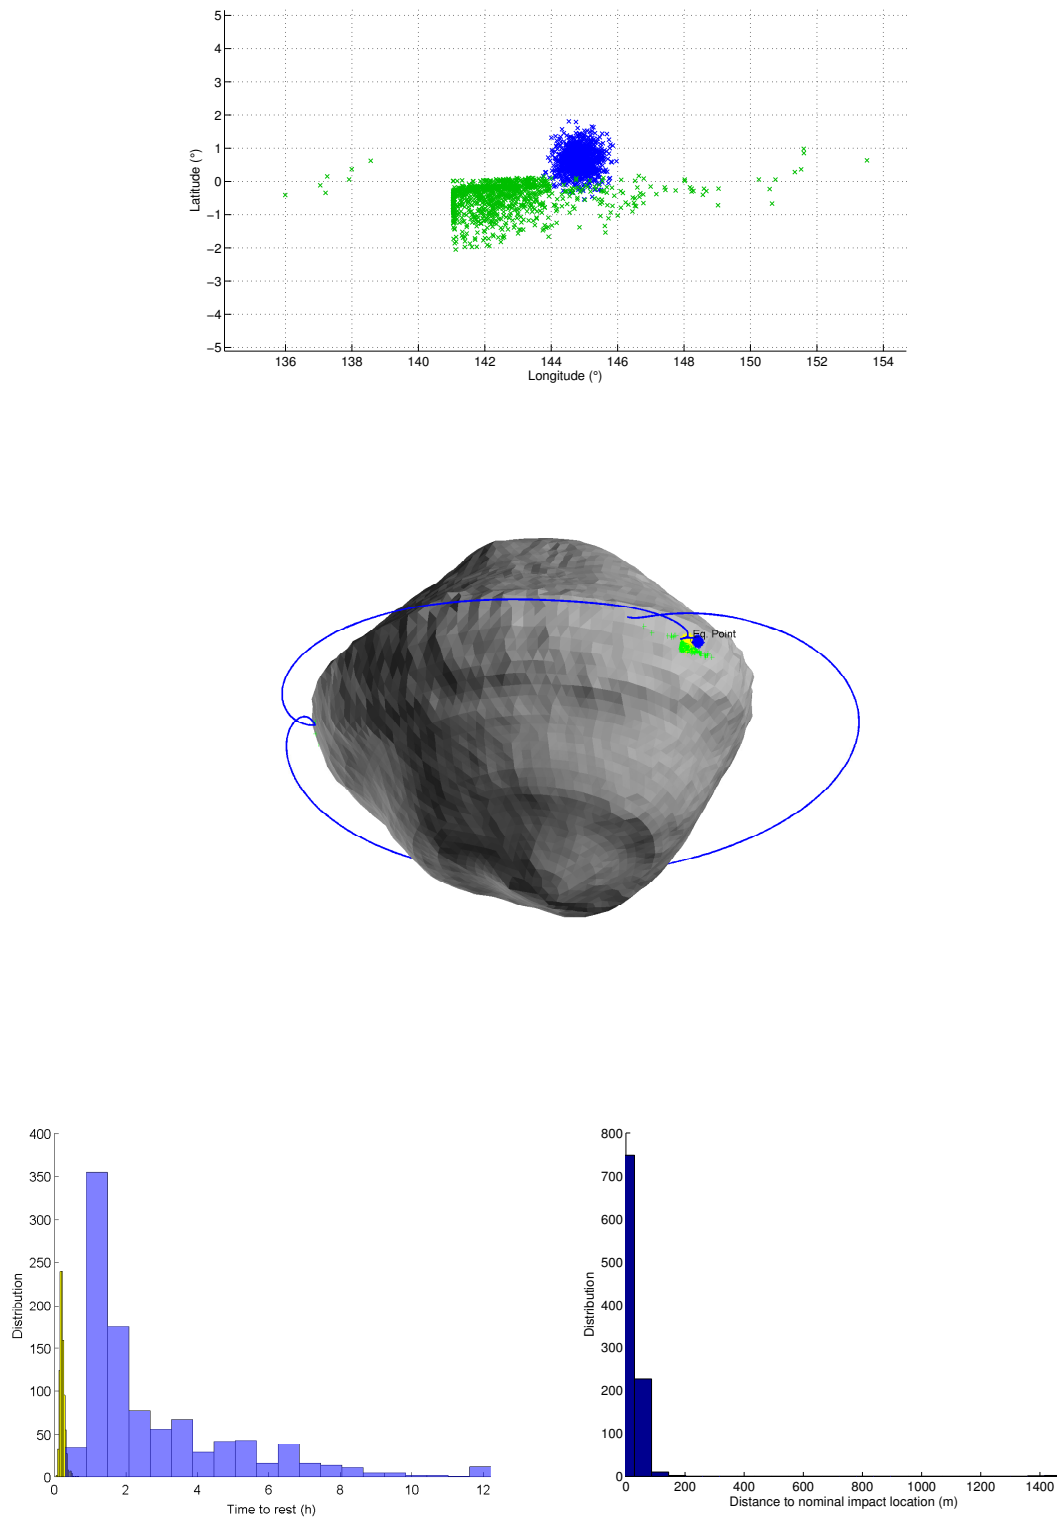 5
4
3
2
1
0
−1
−2
−3
−4
−5
Latitude (°)
136 138 140 142 144 146 148 150 152 154
Longitude (°)
Eq. Point
400
350
300
250
200
150
100
50
0
Distribution
0 2 4 6 8 10 12
Time to rest (h)
800
700
600
500
400
300
200
100
0
Distribution
0 200 400 600 800 1000 1200 1400
Distance to nominal impact location (m)